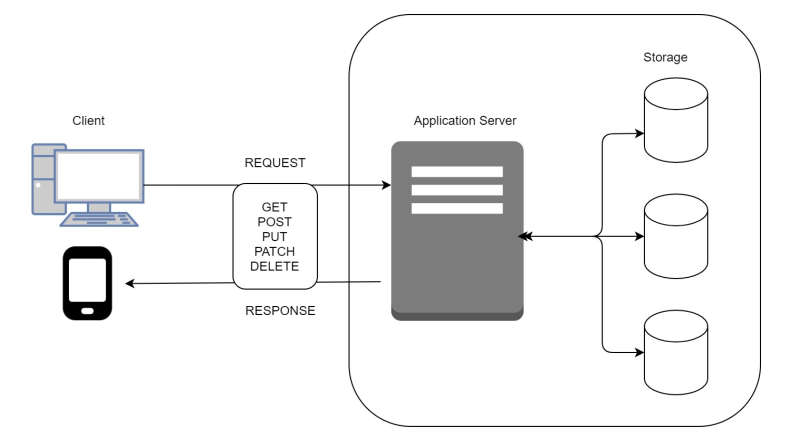 Storage
Client
Application Server
REQUEST
GET
POST
PUT
PATCH
DELETE
RESPONSE